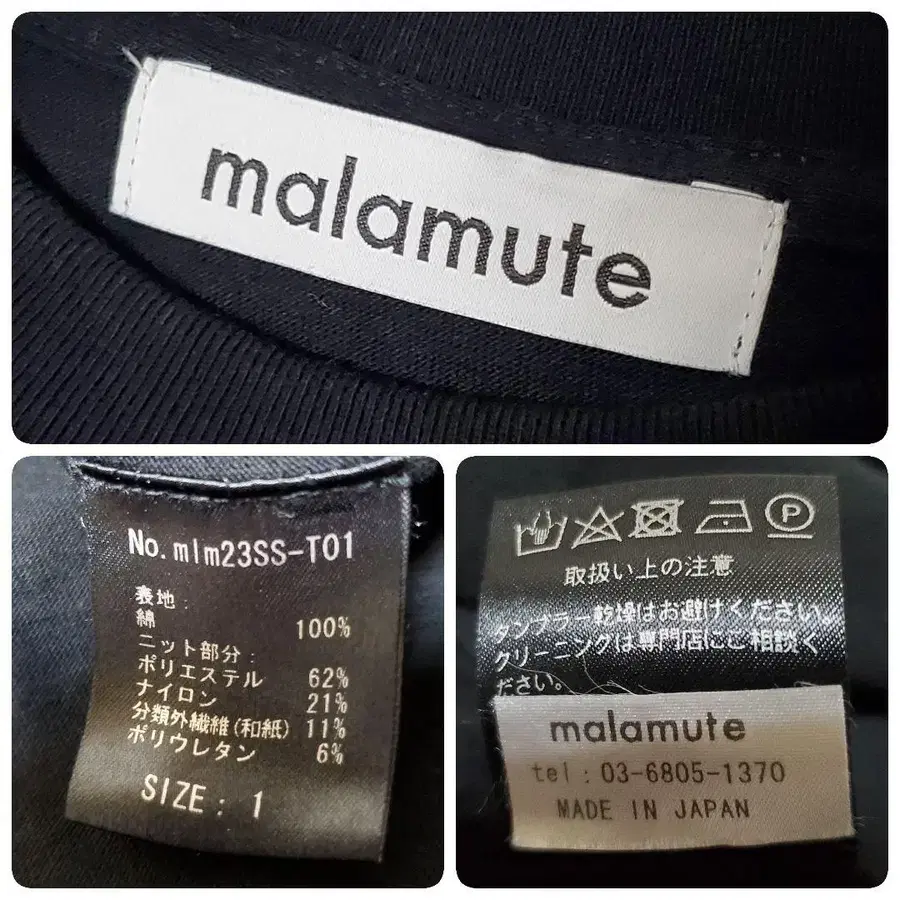 malamute
No.mlm23SS-T01
表地:
綿 100%
ニット部分:
ポリエステル 62%
ナイロン 21%
分類外繊維(和紙) 11%
ポリウレタン 6%
SIZE: 1
P
取扱い上の注意
タンブラー乾燥はお避けください。
クリーニングは専門店にご相談く
ださい。
malamute
tel:03-6805-1370
MADE IN JAPAN